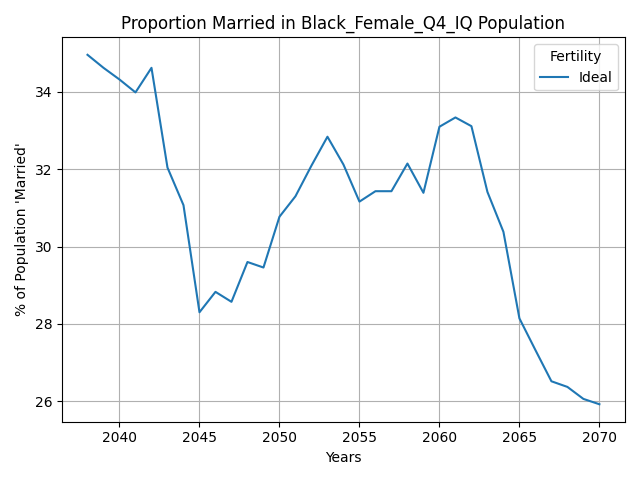 Proportion Married in Black_Female_Q4_IQ Population
Fertility
Ideal
% of Population 'Married'
34
32
30
28
26
2040 2045 2050 2055 2060 2065 2070
Years